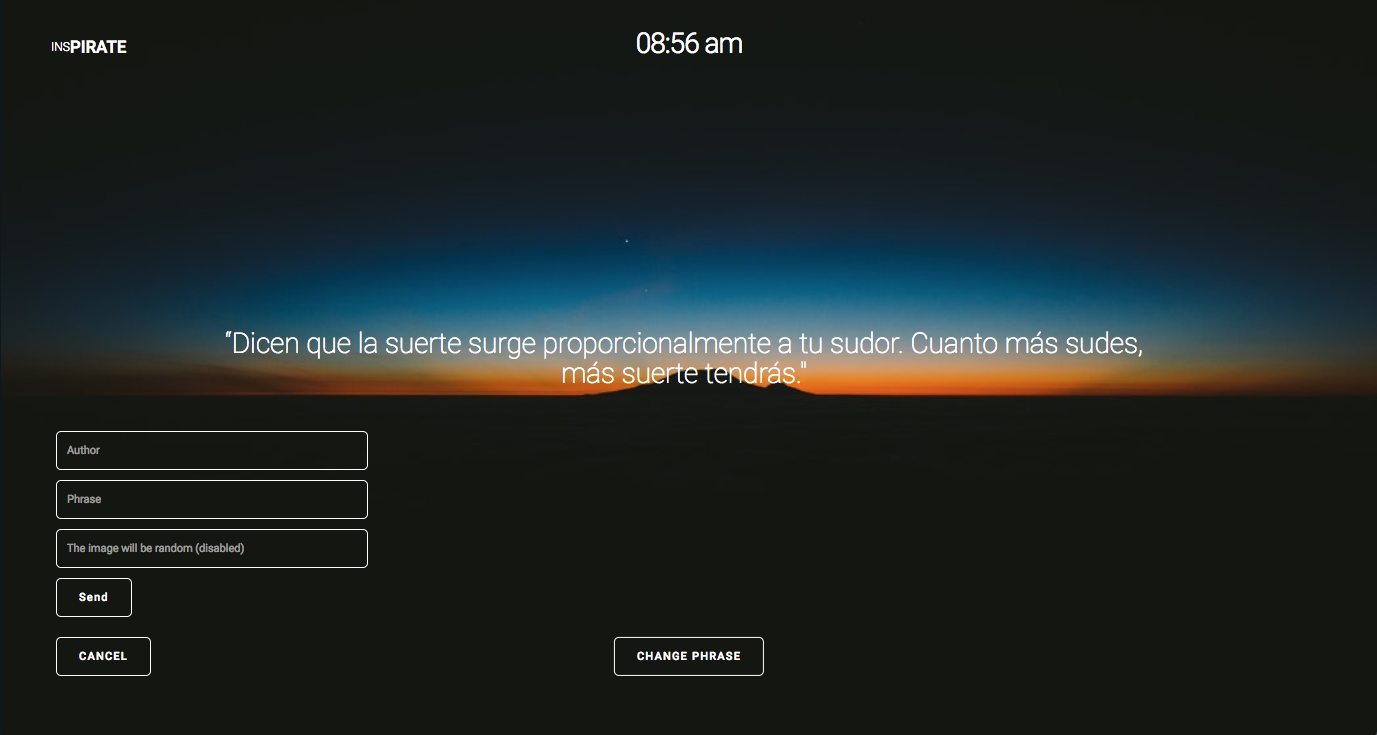 INSPIRATE
08:56 am
“Dicen que la suerte surge proporcionalmente a tu sudor. Cuanto más sudes,
más suerte tendrás."
Author
Phrase
The image will be random (disabled)
Send
CANCEL
CHANGE PHRASE